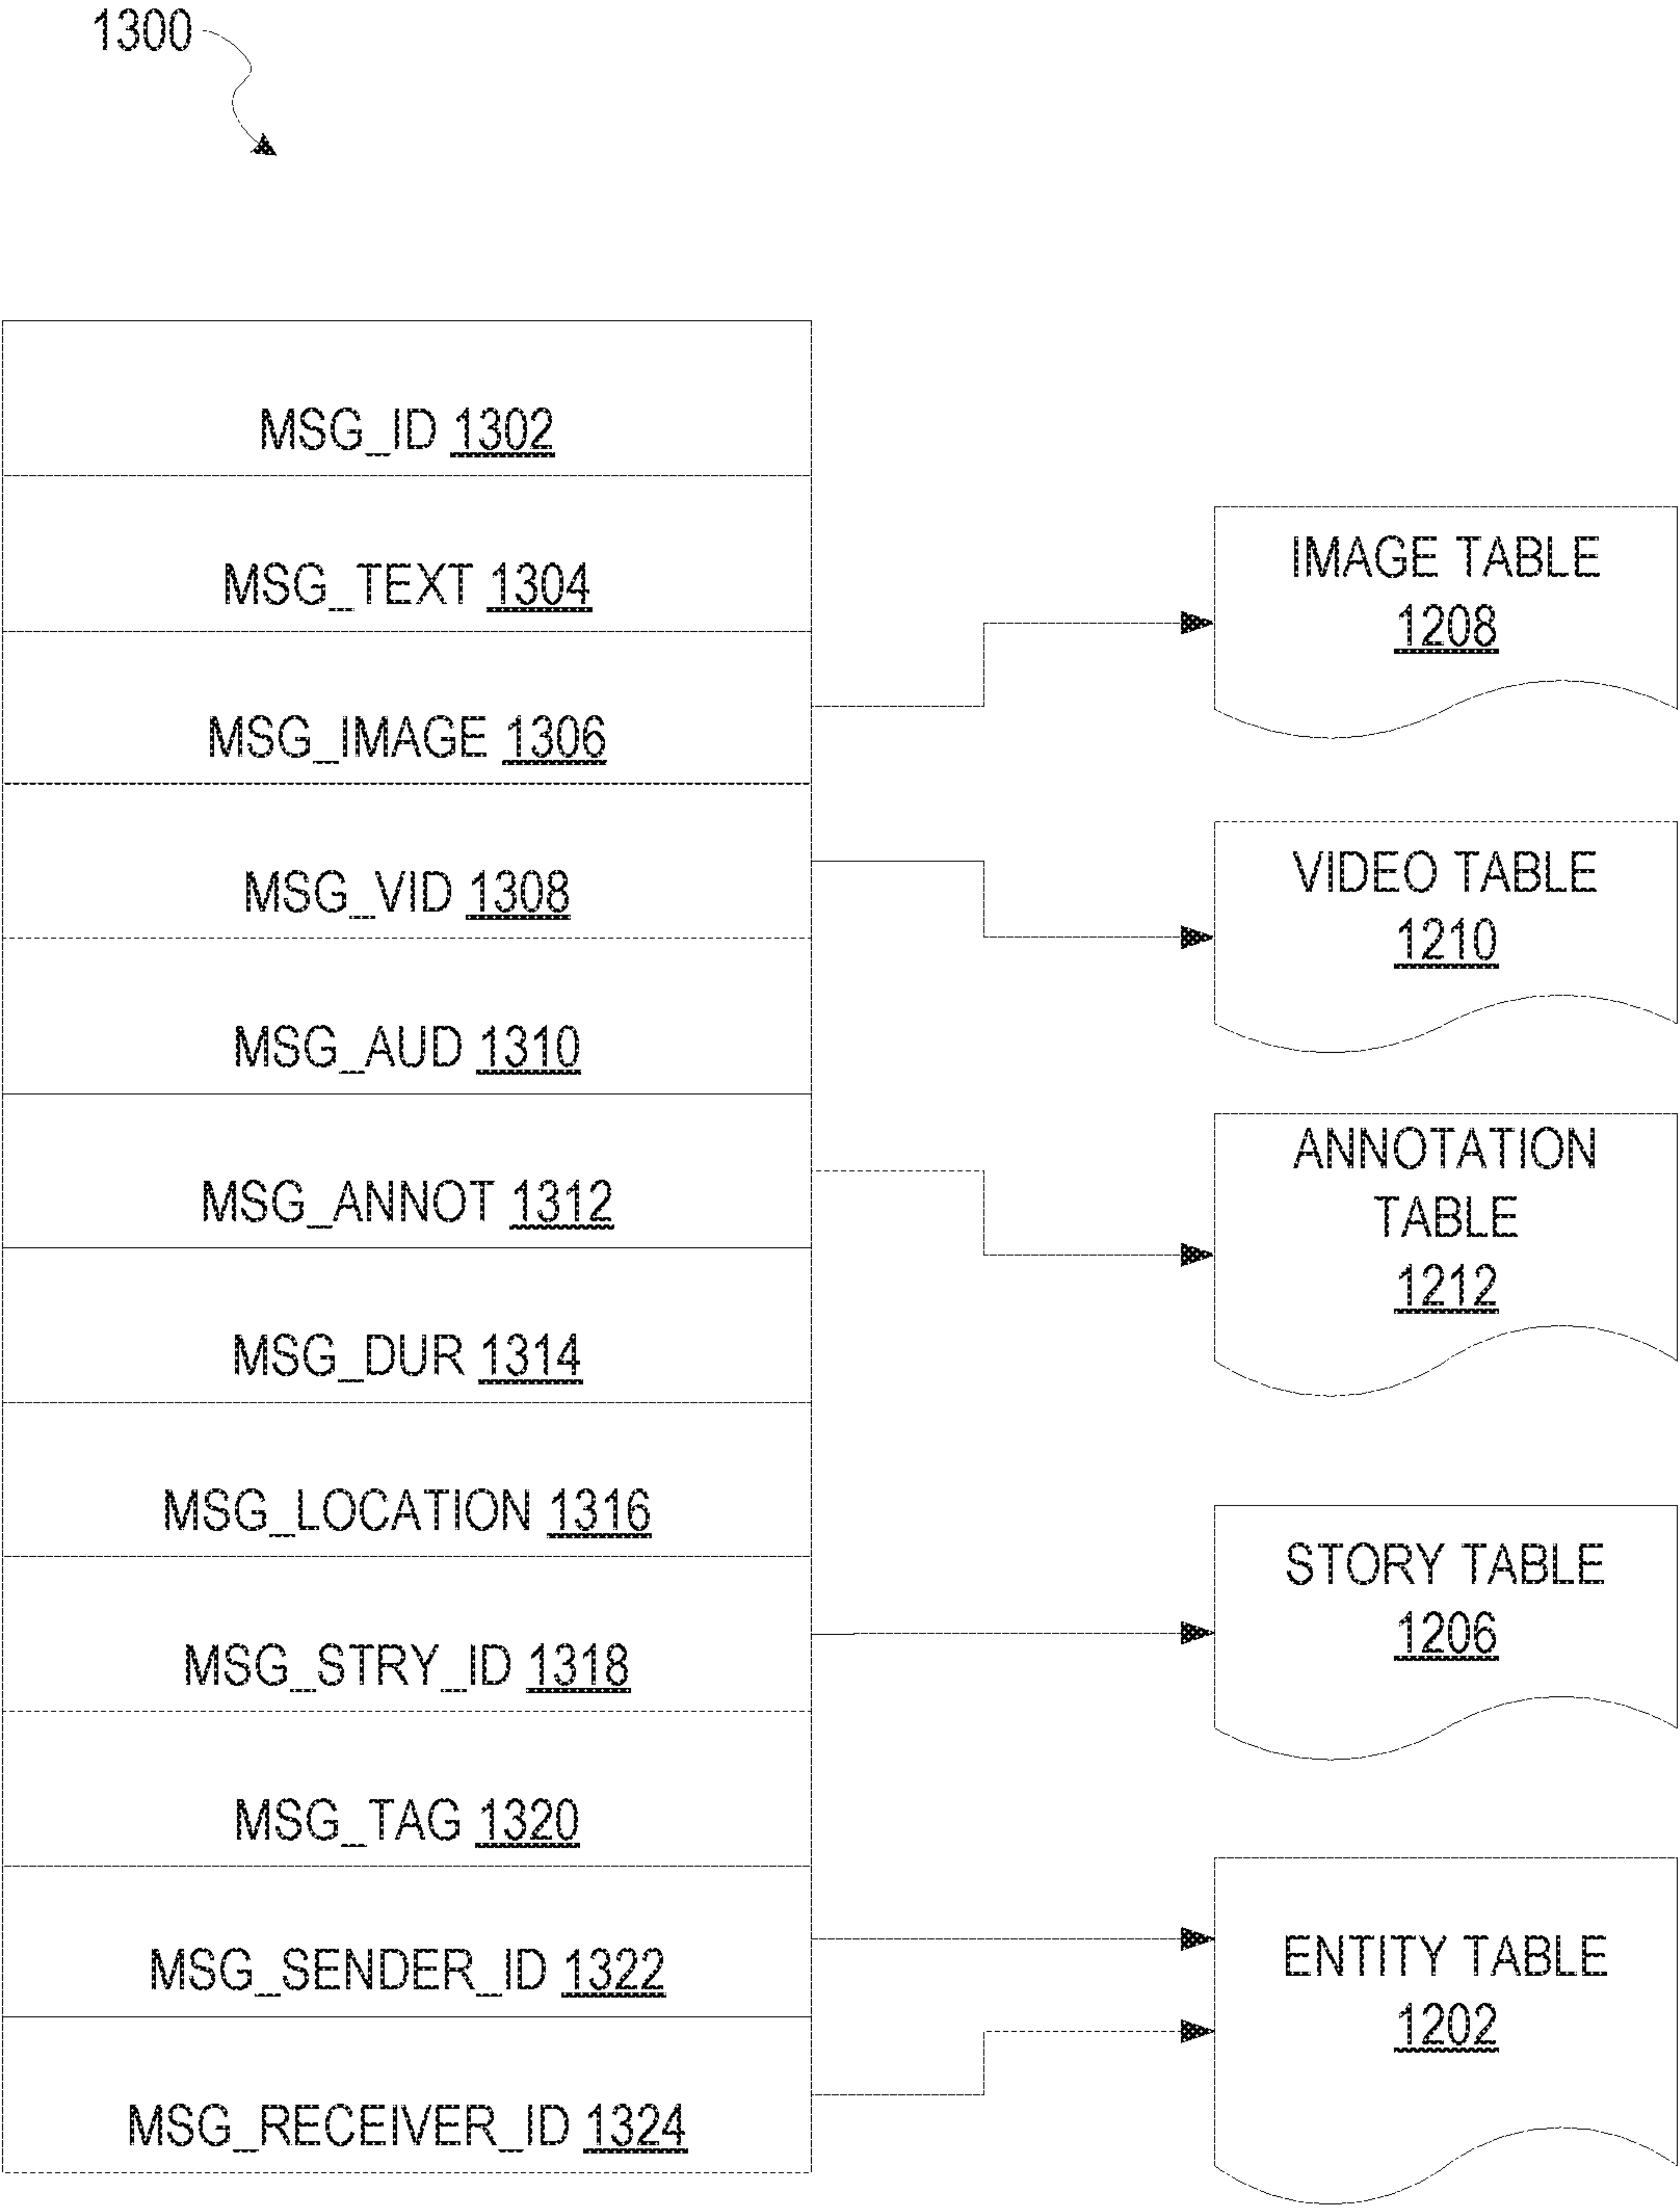 1300
MSG_ID 1302
MSG_TEXT 1304
MSG_IMAGE 1306
MSG_VID 1308
MSG_AUD 1310
MSG_ANNOT 1312
MSG_DUR 1314
MSG_LOCATION 1316
MSG_STRY_ID 1318
MSG_TAG 1320
MSG_SENDER_ID 1322
MSG_RECEIVER_ID 1324
IMAGE TABLE
1208
VIDEO TABLE
1210
ANNOTATION
TABLE
1212
STORY TABLE
1206
ENTITY TABLE
1202